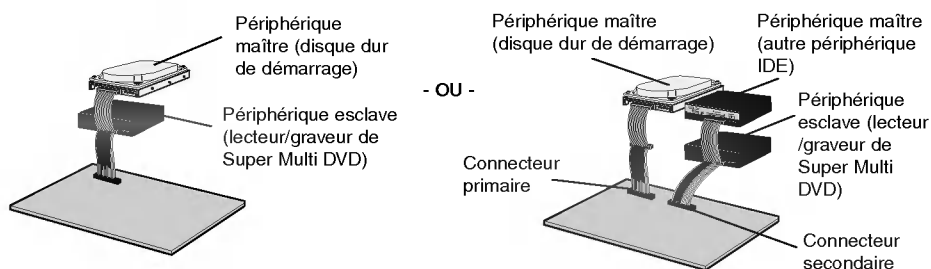 Périphérique
maître (disque dur
de démarrage)
Périphérique esclave
(lecteur/graveur de
Super Multi DVD)
- OU -
Périphérique maître
(disque dur de démarrage)
Périphérique maître
(autre périphérique
IDE)
Périphérique
esclave (lecteur
/graveur de
Super Multi
DVD)
Connecteur
primaire
Connecteur
secondaire